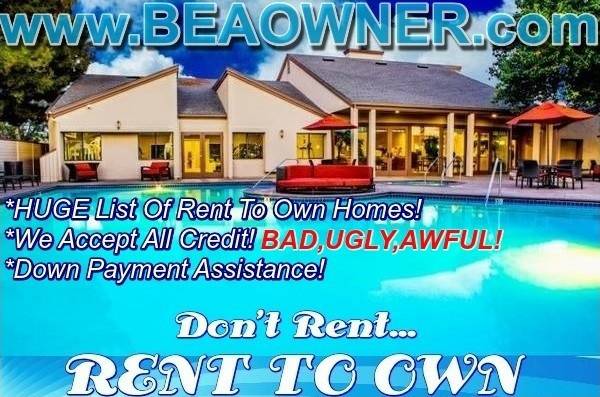 www.BEAOWNER.com
*HUGE List Of Rent To Own Homes!
*We Accept All Credit! BAD,UGLY,AWFUL!
*Down Payment Assistance!
Don't Rent...
RENT TO OWN